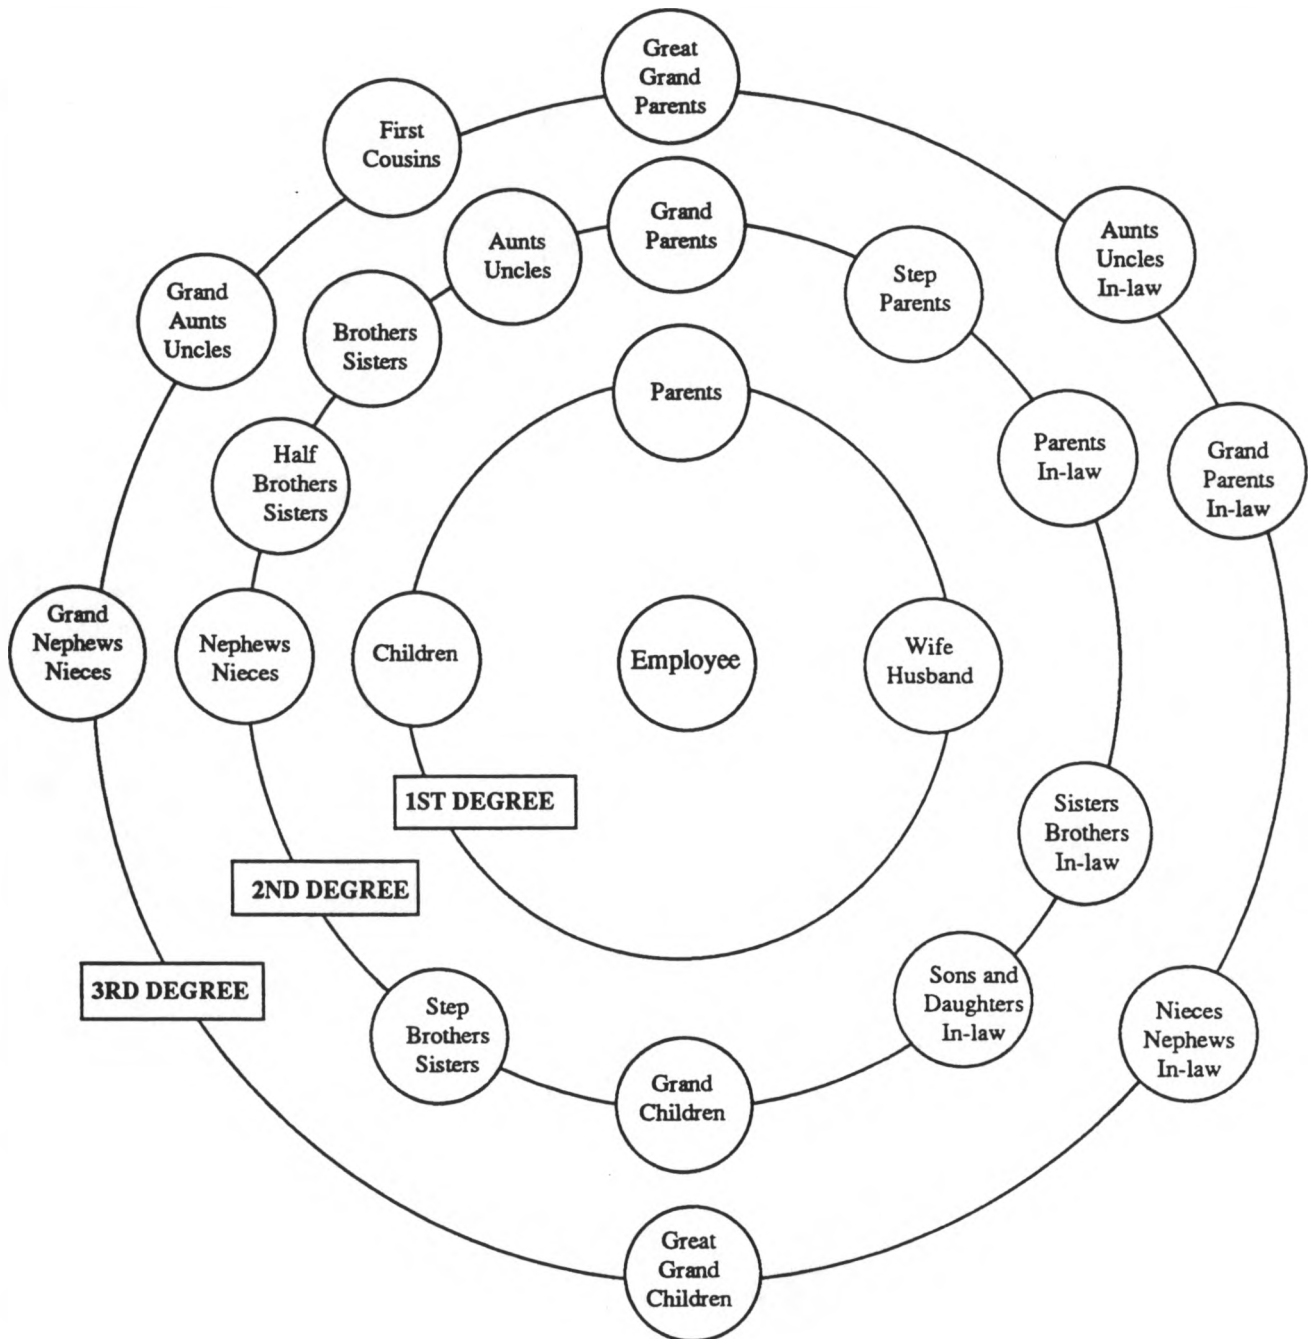 Great
Grand
Parents
First
Cousins
Aunts
Uncles
In-law
Grand
Parents
Aunts
Uncles
Step
Parents
Grand
Aunts
Uncles
Brothers
Sisters
Parents
Parents
In-law
Grand
Parents
In-law
Half
Brothers
Sisters
Grand
Nephews
Nieces
Nephews
Nieces
Children
Employee
Wife
Husband
1ST DEGREE
Sisters
Brothers
In-law
2ND DEGREE
3RD DEGREE
Sons and
Daughters
In-law
Step
Brothers
Sisters
Nieces
Nephews
In-law
Grand
Children
Great
Grand
Children